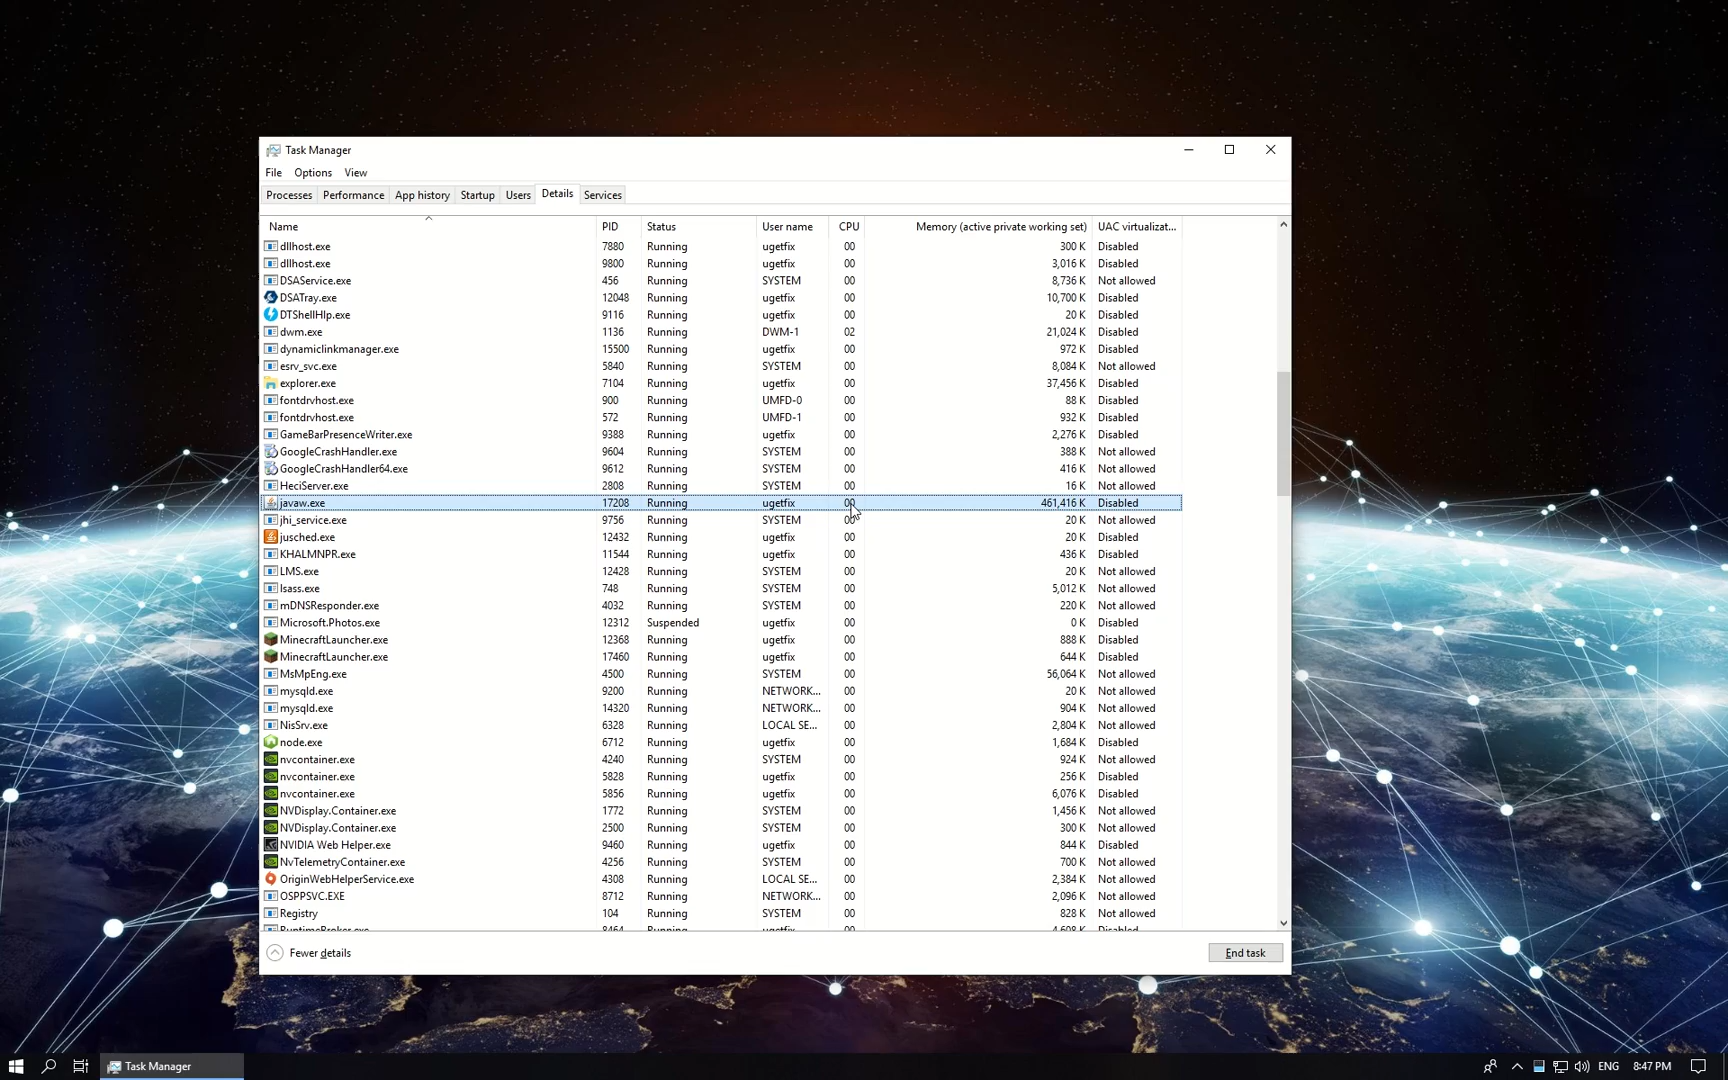 Task Manager
File Options View
Processes Performance App history Startup Users Details Services
Name PID Status User name CPU Memory (active private working set) UAC virtualizat...
dllhost.exe 7880 Running ugetfix 00 300 K Disabled
dllhost.exe 9800 Running ugetfix 00 3,016 K Disabled
DSAService.exe 456 Running SYSTEM 00 8,736 K Not allowed
DSATray.exe 12048 Running ugetfix 00 10,700 K Disabled
DTShellHlp.exe 9116 Running ugetfix 00 20 K Disabled
dwm.exe 1136 Running DWM-1 02 21,024 K Disabled
dynamiclinkmanager.exe 15500 Running ugetfix 00 972 K Disabled
esrv_svc.exe 5840 Running SYSTEM 00 8,084 K Not allowed
explorer.exe 7104 Running ugetfix 00 37,456 K Disabled
fontdrvhost.exe 900 Running UMFD-0 00 88 K Disabled
fontdrvhost.exe 572 Running UMFD-1 00 932 K Disabled
GameBarPresenceWriter.exe 9388 Running ugetfix 00 2,276 K Disabled
GoogleCrashHandler.exe 9604 Running SYSTEM 00 388 K Not allowed
GoogleCrashHandler64.exe 9612 Running SYSTEM 00 416 K Not allowed
HeciServer.exe 2808 Running SYSTEM 00 16 K Not allowed
javaw.exe 17208 Running ugetfix 00 461,416 K Disabled
jhi_service.exe 9756 Running SYSTEM 00 20 K Not allowed
jusched.exe 12432 Running ugetfix 00 20 K Disabled
KHALMNPR.exe 11544 Running ugetfix 00 436 K Disabled
LMS.exe 12428 Running SYSTEM 00 20 K Not allowed
lsass.exe 748 Running SYSTEM 00 5,012 K Not allowed
mDNSResponder.exe 4032 Running SYSTEM 00 220 K Not allowed
Microsoft.Photos.exe 12312 Suspended ugetfix 00 0 K Disabled
MinecraftLauncher.exe 12368 Running ugetfix 00 888 K Disabled
MinecraftLauncher.exe 17460 Running ugetfix 00 644 K Disabled
MsMpEng.exe 4500 Running SYSTEM 00 56,064 K Not allowed
mysqld.exe 9200 Running NETWORK... 00 20 K Not allowed
mysqld.exe 14320 Running NETWORK... 00 904 K Not allowed
NisSrv.exe 6328 Running LOCAL SE... 00 2,804 K Not allowed
node.exe 6712 Running ugetfix 00 1,684 K Disabled
nvcontainer.exe 4240 Running SYSTEM 00 924 K Not allowed
nvcontainer.exe 5828 Running ugetfix 00 256 K Disabled
nvcontainer.exe 5856 Running ugetfix 00 6,076 K Disabled
NVDisplay.Container.exe 1772 Running SYSTEM 00 1,456 K Not allowed
NVDisplay.Container.exe 2500 Running SYSTEM 00 300 K Not allowed
NVIDIA Web Helper.exe 9460 Running ugetfix 00 844 K Disabled
NvTelemetryContainer.exe 4256 Running SYSTEM 00 700 K Not allowed
OriginWebHelperService.exe 4308 Running LOCAL SE... 00 2,384 K Not allowed
OSPPSVC.EXE 8712 Running NETWORK... 00 2,096 K Not allowed
Registry 104 Running SYSTEM 00 828 K Not allowed
RuntimeBroker.exe 8464 Running ugetfix 00 4,608 K Disabled
Fewer details End task
Task Manager ENG 8:47 PM